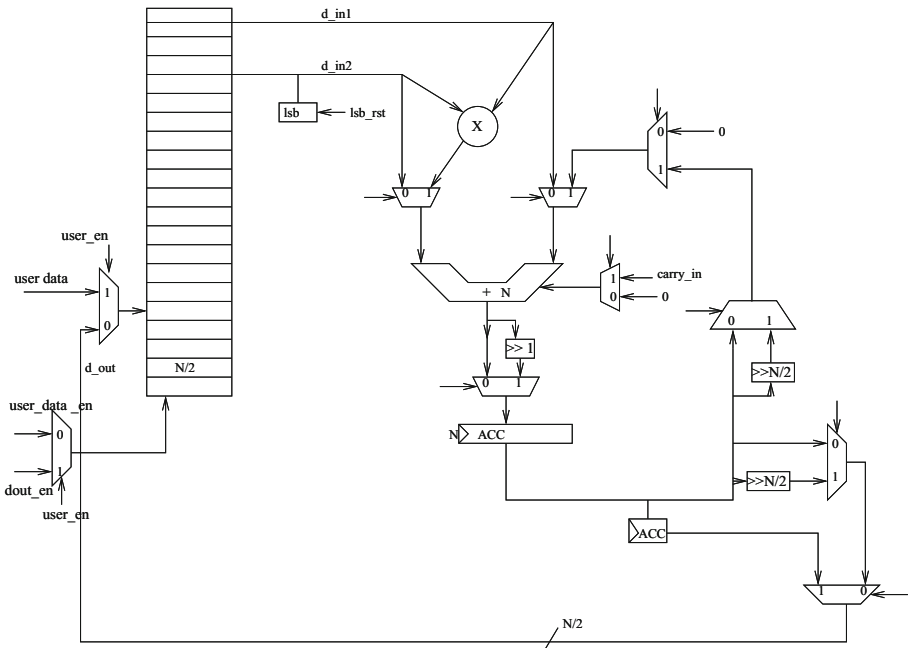 d_in1
d_in2
lsb
lsb_rst
X
0
1
0 1
0 1
user_en
user data
1
0
+ N
1
0
carry_in
0
0 1
d_out
N/2
>> 1
>>N/2
0 1
user_data_en
0
1
dout_en
user_en
N
ACC
0
1
>>N/2
ACC
1 0
N/2
0